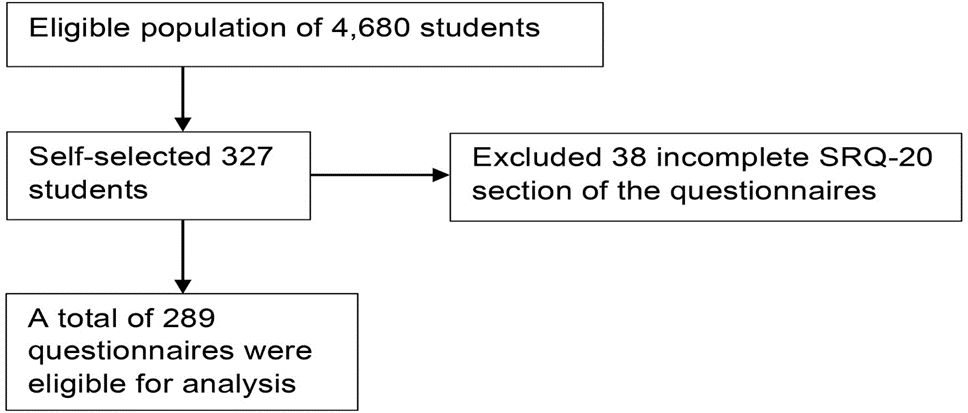 Eligible population of 4,680 students
Self-selected 327
students
Excluded 38 incomplete SRQ-20
section of the questionnaires
A total of 289
questionnaires were
eligible for analysis